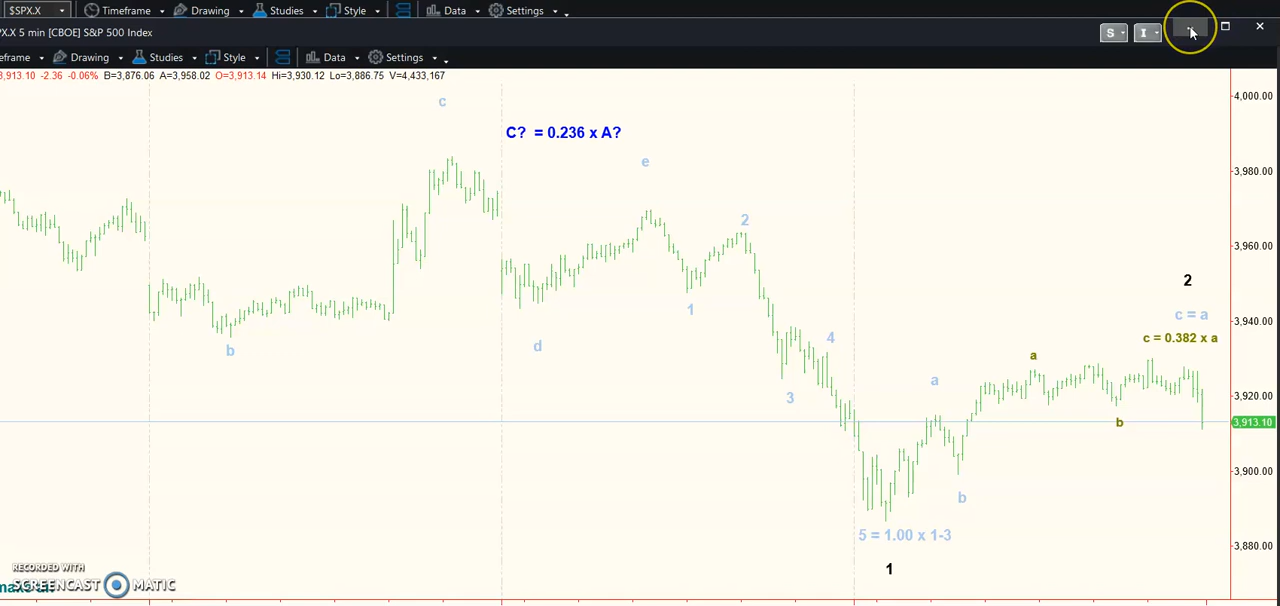 $SPX.X Timeframe Drawing Studies Style Data Settings
PX.X 5 min [CBOE] S&P 500 Index S I
eframe Drawing Studies Style Data Settings
3,913.10 -2.36 -0.06% B=3,876.06 A=3,958.02 O=3,913.14 Hi=3,930.12 Lo=3,886.75 V=4,433,167
4,000.00
c
C? = 0.236 x A?
e
3,980.00
2
3,960.00
2
1
c = a
3,940.00
4
c = 0.382 x a
b
d
a
a
3,920.00
3
b
3,913.10
3,900.00
b
5 = 1.00 x 1-3
3,880.00
1
RECORDED WITH
SCREENCAST MATIC